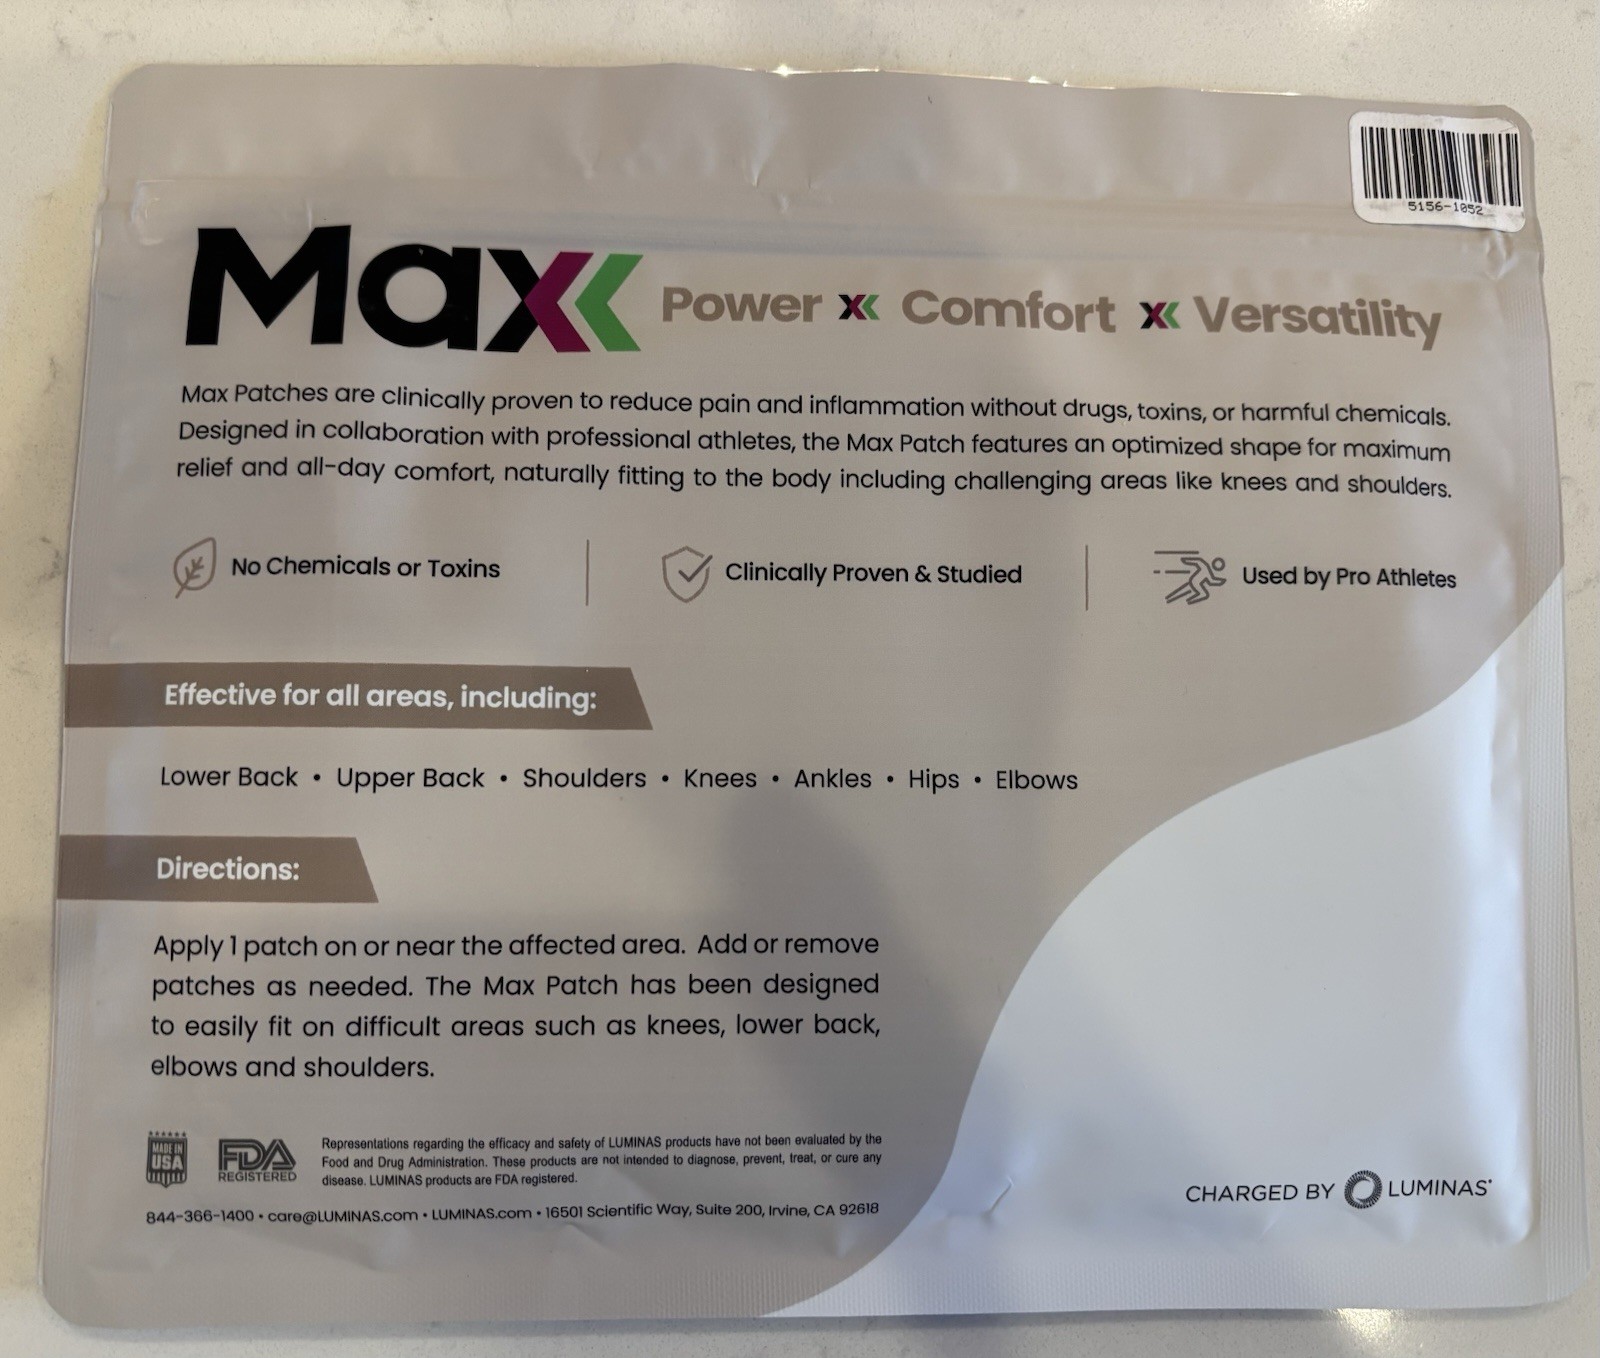 5156-1052
Max
Power Comfort Versatility
Max Patches are clinically proven to reduce pain and inflammation without drugs, toxins, or harmful chemicals.
Designed in collaboration with professional athletes, the Max Patch features an optimized shape for maximum
relief and all-day comfort, naturally fitting to the body including challenging areas like knees and shoulders.
No Chemicals or Toxins
Clinically Proven & Studied
Used by Pro Athletes
Effective for all areas, including:
Lower Back • Upper Back • Shoulders • Knees • Ankles • Hips • Elbows
Directions:
Apply 1 patch on or near the affected area. Add or remove
patches as needed. The Max Patch has been designed
to easily fit on difficult areas such as knees, lower back,
elbows and shoulders.
MADE IN
USA
FDA
REGISTERED
Representations regarding the efficacy and safety of LUMINAS products have not been evaluated by the
Food and Drug Administration. These products are not intended to diagnose, prevent, treat, or cure any
disease. LUMINAS products are FDA registered.
844-366-1400 • care@LUMINAS.com • LUMINAS.com • 16501 Scientific Way, Suite 200, Irvine, CA 92618
CHARGED BY LUMINAS